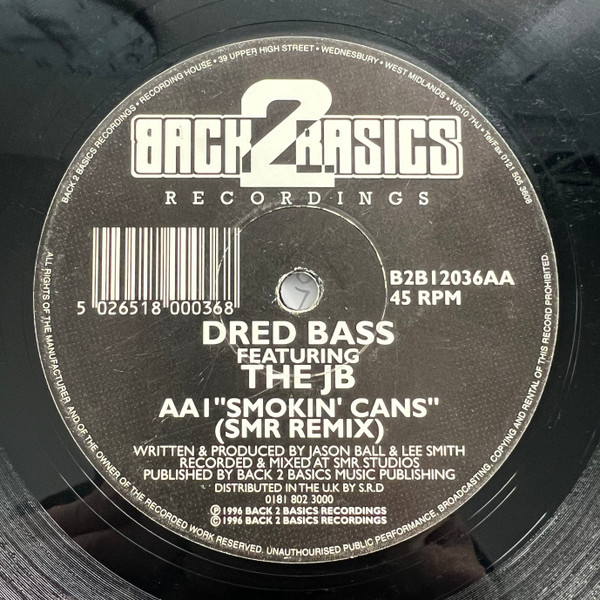 BACK 2 BASICS RECORDINGS • RECORDING HOUSE • 39 UPPER HIGH STREET • WEDNESBURY • WEST MIDLANDS • WS10 7HJ • Tel/Fax 0121 505 3608
BACK 2 BASICS
RECORDINGS
5 026518 000368
B2B12036AA
45 RPM
DRED BASS
FEATURING
THE JB
AA1 "SMOKIN' CANS"
(SMR REMIX)
WRITTEN & PRODUCED BY JASON BALL & LEE SMITH
RECORDED & MIXED AT SMR STUDIOS
PUBLISHED BY BACK 2 BASICS MUSIC PUBLISHING
DISTRIBUTED IN THE U.K BY S.R.D
0181 802 3000
Ⓟ 1996 BACK 2 BASICS RECORDINGS
© 1996 BACK 2 BASICS RECORDINGS
ALL RIGHTS OF THE MANUFACTURER AND OF THE OWNER OF THE RECORDED WORK RESERVED. UNAUTHOURISED PUBLIC PERFORMANCE, BROADCASTING, COPYING AND RENTAL OF THIS RECORD PROHIBITED.